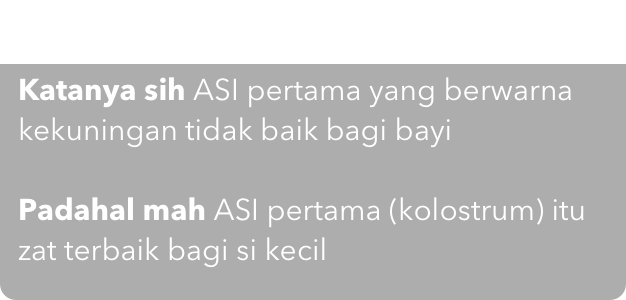 Katanya sih ASI pertama yang berwarna
kekuningan tidak baik bagi bayi
Padahal mah ASI pertama (kolostrum) itu
zat terbaik bagi si kecil